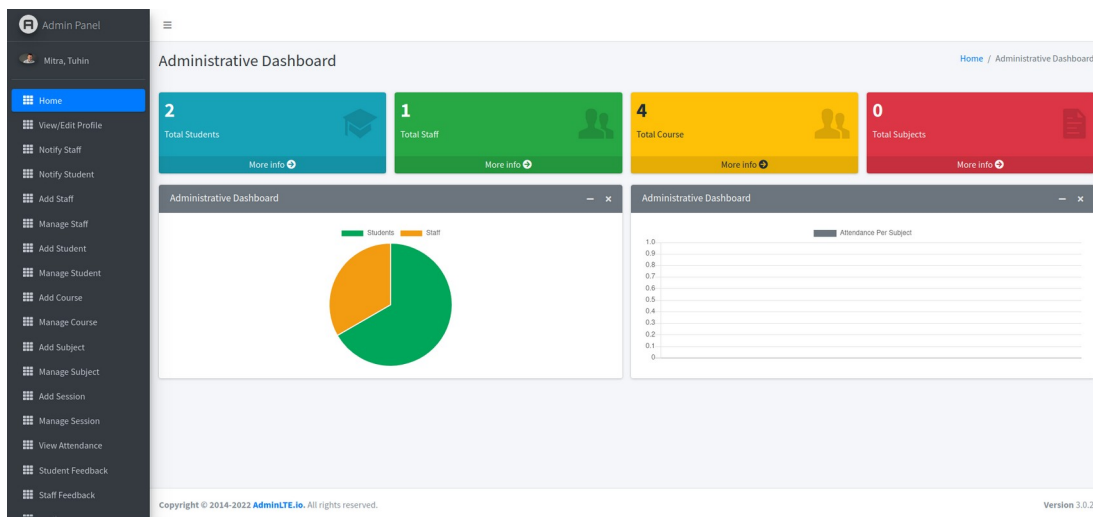 Admin Panel
Mitra, Tuhin
Home
View/Edit Profile
Notify Staff
Notify Student
Add Staff
Manage Staff
Add Student
Manage Student
Add Course
Manage Course
Add Subject
Manage Subject
Add Session
Manage Session
View Attendance
Student Feedback
Staff Feedback
Administrative Dashboard
Home / Administrative Dashboard
2
Total Students
More info
1
Total Staff
More info
4
Total Course
More info
0
Total Subjects
More info
Administrative Dashboard
Students Staff
Administrative Dashboard
Attendance Per Subject
1.0
0.9
0.8
0.7
0.6
0.5
0.4
0.3
0.2
0.1
0
Copyright © 2014-2022 AdminLTE.io. All rights reserved.
Version 3.0.2